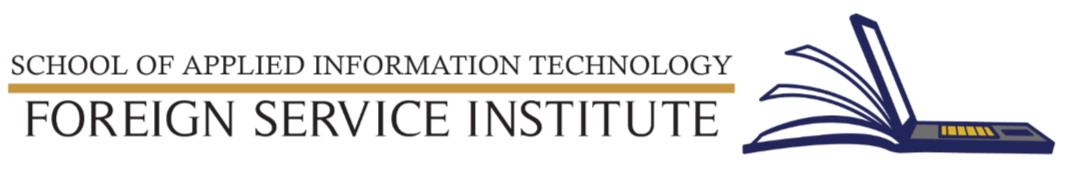 SCHOOL OF APPLIED INFORMATION TECHNOLOGY
FOREIGN SERVICE INSTITUTE